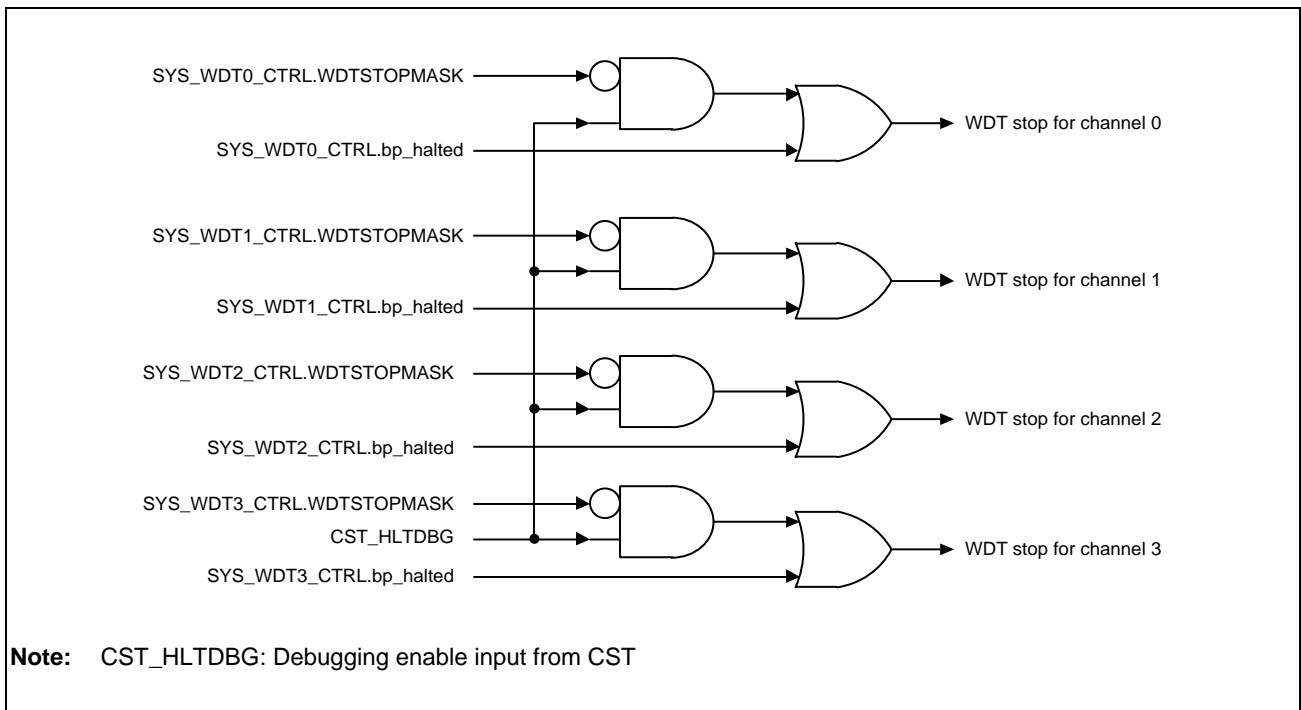 SYS_WDT0_CTRL.WDTSTOPMASK
WDT stop for channel 0
SYS_WDT0_CTRL.bp_halted
SYS_WDT1_CTRL.WDTSTOPMASK
WDT stop for channel 1
SYS_WDT1_CTRL.bp_halted
SYS_WDT2_CTRL.WDTSTOPMASK
WDT stop for channel 2
SYS_WDT2_CTRL.bp_halted
SYS_WDT3_CTRL.WDTSTOPMASK
CST_HLTDBG
WDT stop for channel 3
SYS_WDT3_CTRL.bp_halted
Note: CST_HLTDBG: Debugging enable input from CST